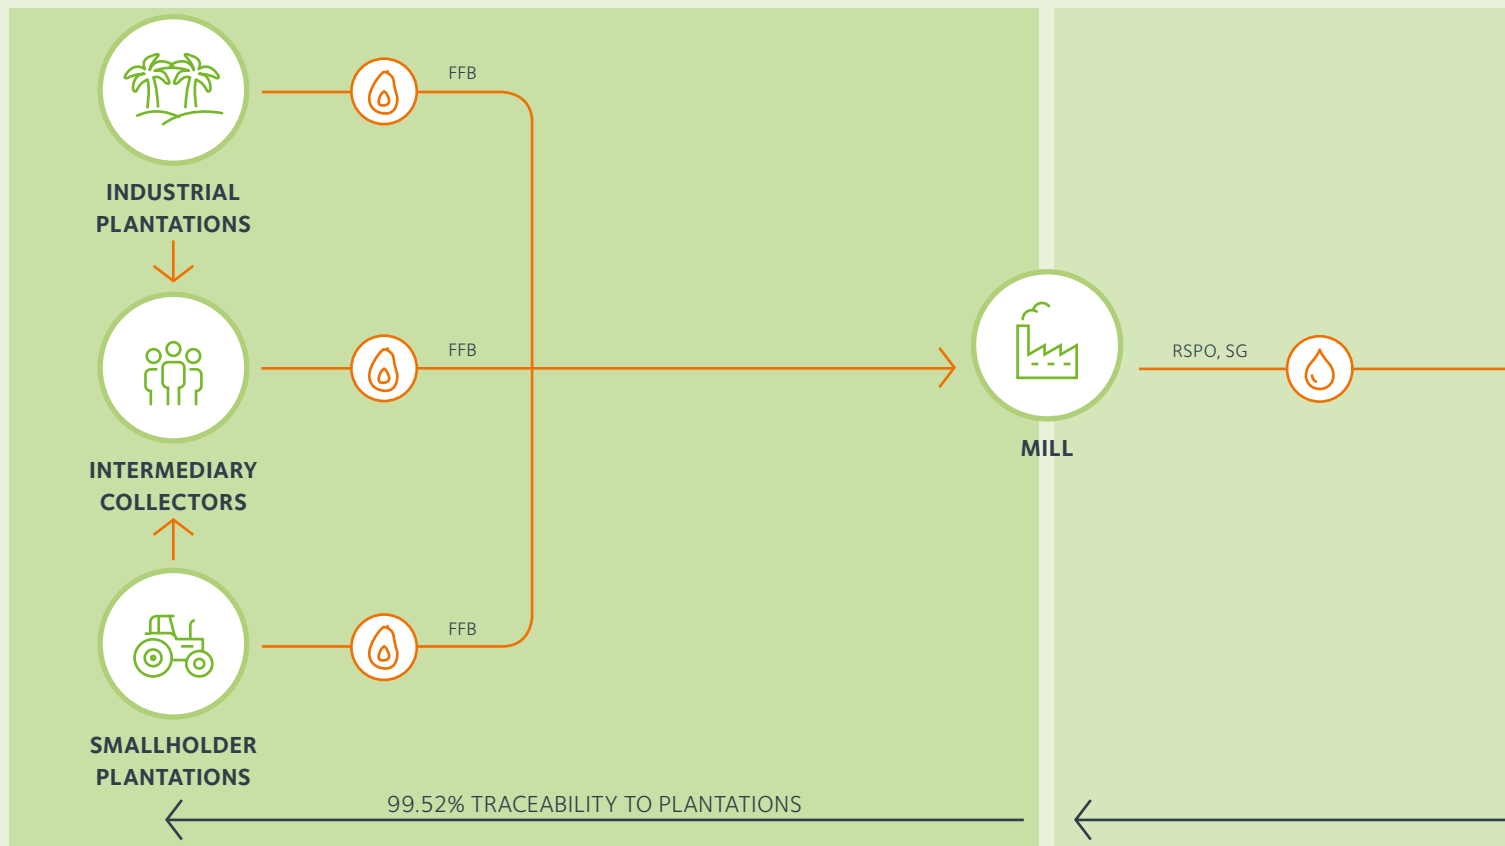 FFB
INDUSTRIAL
PLANTATIONS
FFB
INTERMEDIARY
COLLECTORS
FFB
SMALLHOLDER
PLANTATIONS
MILL
RSPO, SG
99.52% TRACEABILITY TO PLANTATIONS